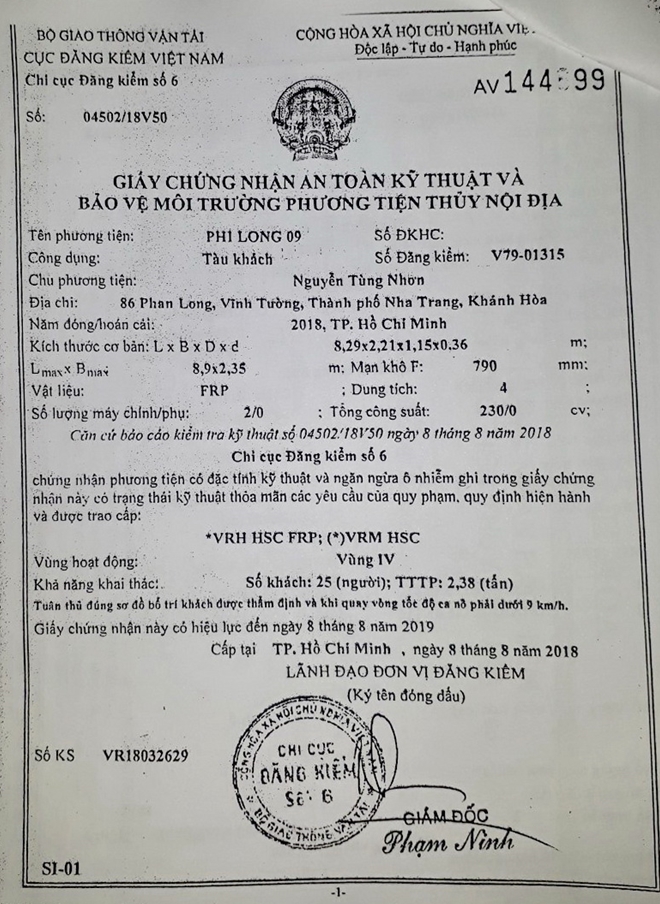 BỘ GIAO THÔNG VẬN TẢI
CỤC ĐĂNG KIỂM VIỆT NAM
Chi cục Đăng kiểm số 6
CỘNG HÒA XÃ HỘI CHỦ NGHĨA VIỆ
Độc lập - Tự do - Hạnh phúc
Số: 04502/18V50
GIẤY CHỨNG NHẬN AN TOÀN KỸ THUẬT VÀ
BẢO VỆ MÔI TRƯỜNG PHƯƠNG TIỆN THỦY NỘI ĐỊA
Tên phương tiện: PHI LONG 09 Số ĐKHC:
Công dụng: Tàu khách Số Đăng kiểm: V79-01315
Chủ phương tiện: Nguyễn Tùng Nhơn
Địa chỉ: 86 Phan Long, Vĩnh Tường, Thành phố Nha Trang, Khánh Hòa
Năm đóng/hoán cải: 2018, TP. Hồ Chí Minh
Kích thước cơ bản: L x B x D x d 8,29x2,21x1,15x0,36 m;
Lmax x Bmax 8,9x2,35 m: Mạn khô F: 790 mm;
Vật liệu: FRP ; Dung tích: 4 ;
Số lượng máy chính/phụ: 2/0 ; Tổng công suất: 230/0 cv;
Căn cứ báo cáo kiểm tra kỹ thuật số 04502/18V50 ngày 8 tháng 8 năm 2018
Chi cục Đăng kiểm số 6
chứng nhận phương tiện có đặc tính kỹ thuật và ngăn ngừa ô nhiễm ghi trong giấy chứng
nhận này có trạng thái kỹ thuật thỏa mãn các yêu cầu của quy phạm, quy định hiện hành
và được trao cấp:
*VRH HSC FRP; (*)VRM HSC
Vùng hoạt động: Vùng IV
Khả năng khai thác: Số khách: 25 (người); TTTP: 2,38 (tấn)
Tuân thủ đúng sơ đồ bố trí khách được thẩm định và khi quay vòng tốc độ ca nô phải dưới 9 km/h.
Giấy chứng nhận này có hiệu lực đến ngày 8 tháng 8 năm 2019
Cấp tại TP. Hồ Chí Minh , ngày 8 tháng 8 năm 2018
LÃNH ĐẠO ĐƠN VỊ ĐĂNG KIỂM
(Ký tên đóng dấu)
Số KS VR18032629
CỘNG HÒA XÃ HỘI CHỦ NGHĨA VIỆT NAM
CHI CỤC
ĐĂNG KIỂM
SỐ 6
BỘ GIAO THÔNG VẬN TẢI
GIÁM ĐỐC
Phạm Ninh
SI-01
-1-